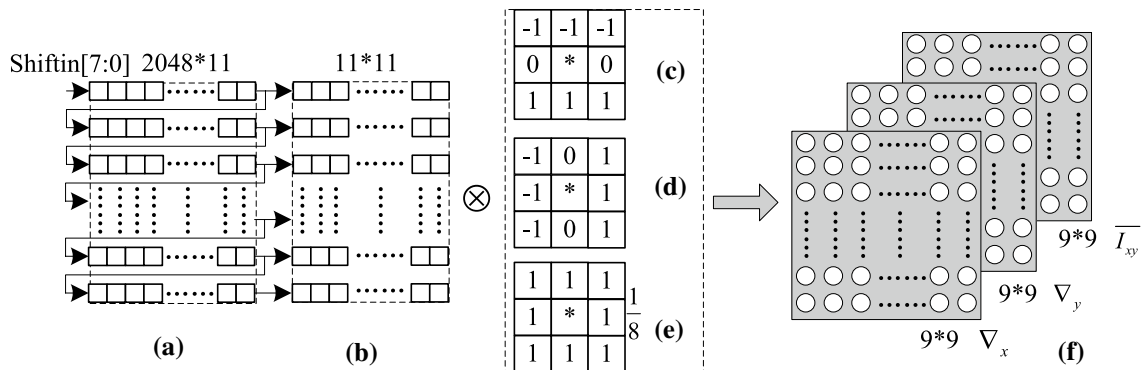 Shiftin[7:0] 2048*11
11*11
-1 -1 -1
0 * 0
1 1 1
(c)
-1 0 1
-1 * 1
-1 0 1
(d)
1 1 1
1 * 1
1 1 1
1/8
(e)
⊗
9*9 I̅x̅y̅
9*9 ∇y
9*9 ∇x
(a)
(b)
(f)